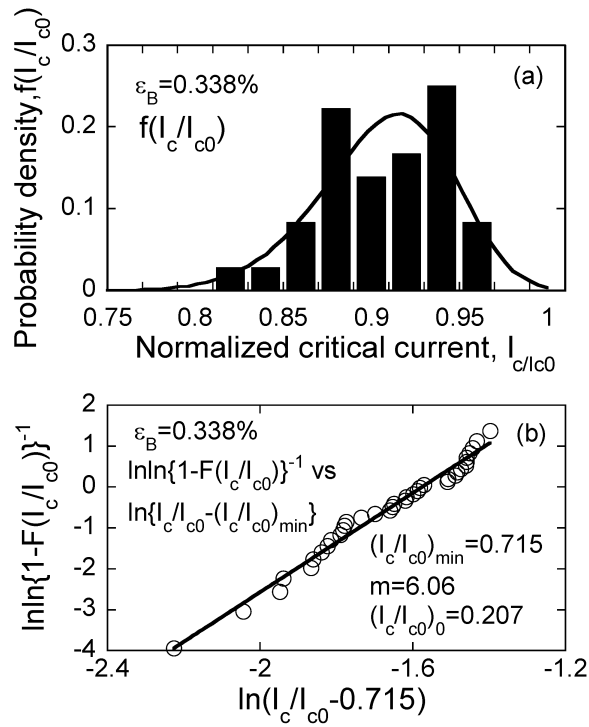 Probability density,f(Ic/Ic0)
0.3
0.2
0.1
0
(a)
εB=0.338%
f(Ic/Ic0)
0.75 0.8 0.85 0.9 0.95 1
Normalized critical current, Ic/Ic0
lnln{1-F(Ic/Ic0)}-1
2
1
0
-1
-2
-3
-4
(b)
εB=0.338%
lnln{1-F(Ic/Ic0)}-1 vs
ln{Ic/Ic0-(Ic/Ic0)min}
(Ic/Ic0)min=0.715
m=6.06
(Ic/Ic0)0=0.207
-2.4 -2 -1.6 -1.2
ln(Ic/Ic0-0.715)